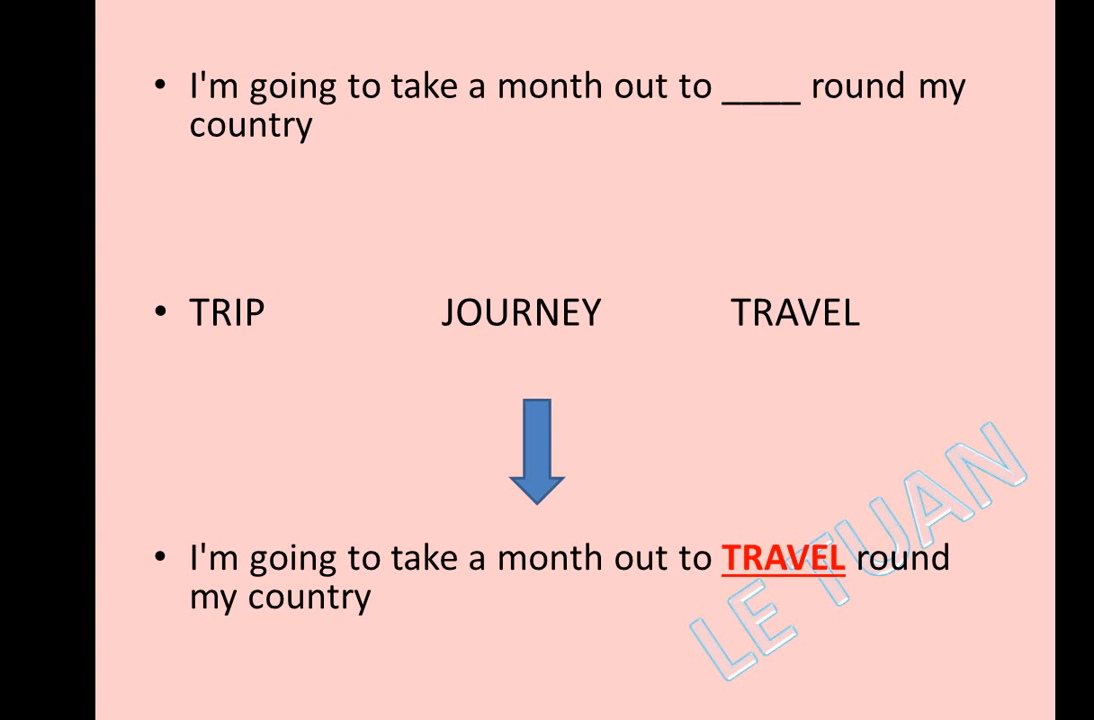 • I'm going to take a month out to ____ round my
country
• TRIP JOURNEY TRAVEL
• I'm going to take a month out to TRAVEL round
my country
LE TUAN